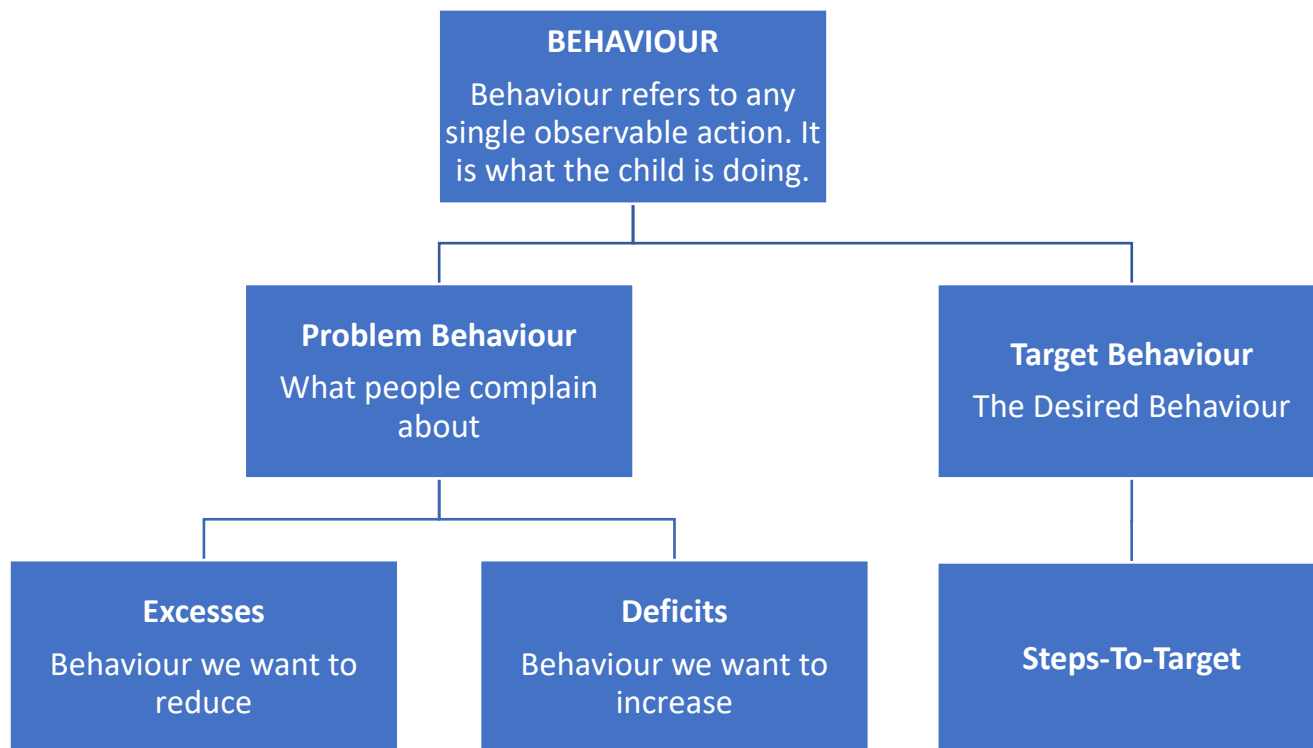 BEHAVIOUR
Behaviour refers to any
single observable action. It
is what the child is doing.
Problem Behaviour
What people complain
about
Target Behaviour
The Desired Behaviour
Excesses
Behaviour we want to
reduce
Deficits
Behaviour we want to
increase
Steps-To-Target